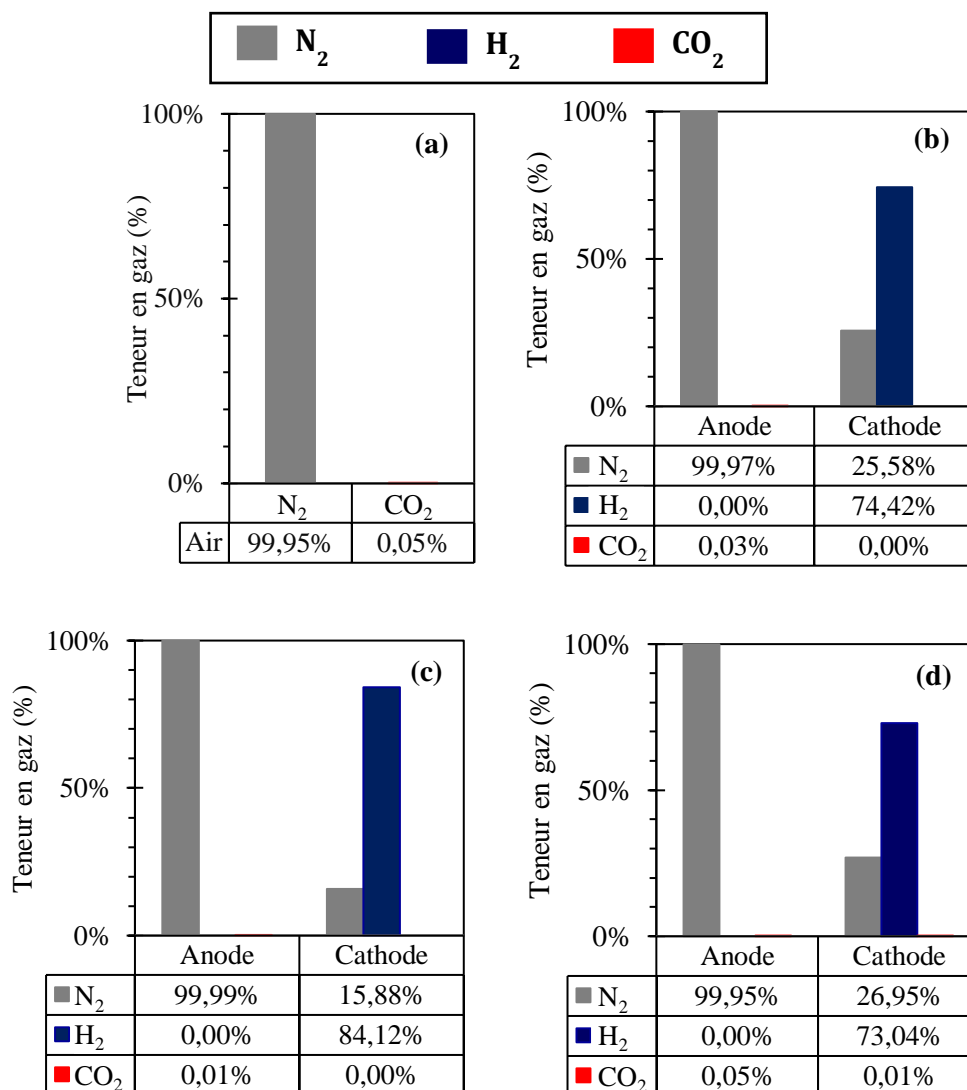 N2 H2 CO2
(a)
Teneur en gaz (%)
100%
50%
0%
N2 CO2
Air 99,95% 0,05%
(b)
Teneur en gaz (%)
100%
50%
0%
Anode Cathode
N2 99,97% 25,58%
H2 0,00% 74,42%
CO2 0,03% 0,00%
(c)
Teneur en gaz (%)
100%
50%
0%
Anode Cathode
N2 99,99% 15,88%
H2 0,00% 84,12%
CO2 0,01% 0,00%
(d)
Teneur en gaz (%)
100%
50%
0%
Anode Cathode
N2 99,95% 26,95%
H2 0,00% 73,04%
CO2 0,05% 0,01%